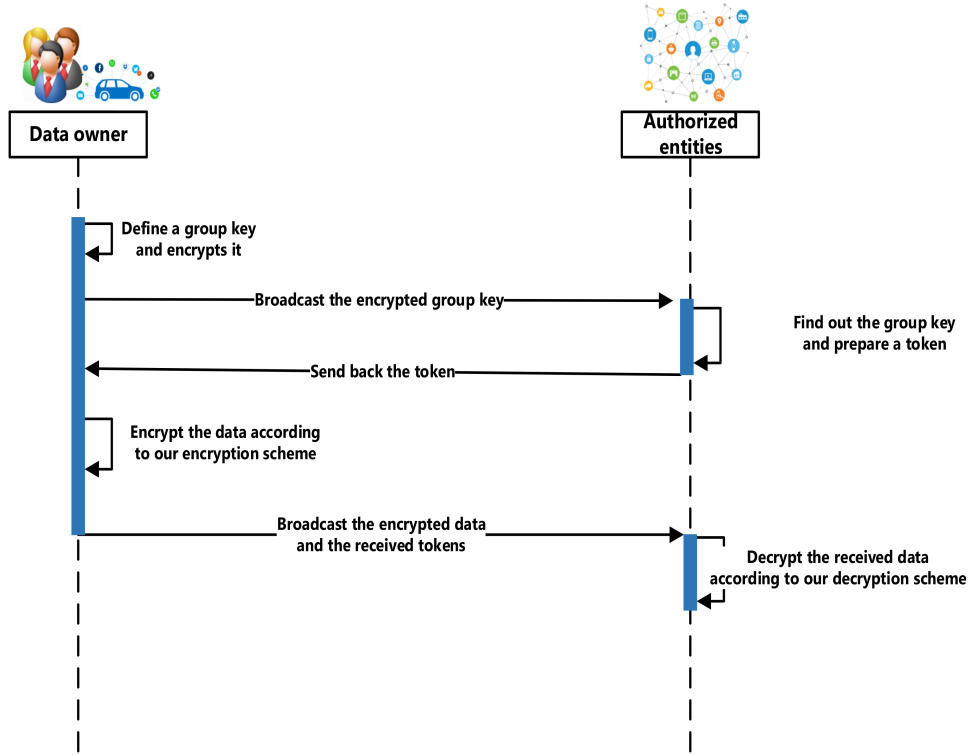 Data owner
Authorized
entities
Define a group key
and encrypts it
Broadcast the encrypted group key
Find out the group key
and prepare a token
Send back the token
Encrypt the data according
to our encryption scheme
Broadcast the encrypted data
and the received tokens
Decrypt the received data
according to our decryption scheme